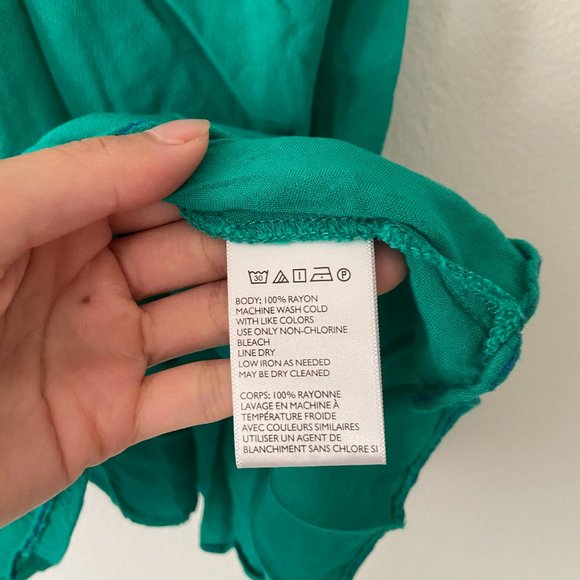 30 P
BODY: 100% RAYON
MACHINE WASH COLD
WITH LIKE COLORS
USE ONLY NON-CHLORINE
BLEACH
LINE DRY
LOW IRON AS NEEDED
MAY BE DRY CLEANED
CORPS: 100% RAYONNE
LAVAGE EN MACHINE À
TEMPÉRATURE FROIDE
AVEC COULEURS SIMILAIRES
UTILISER UN AGENT DE
BLANCHIMENT SANS CHLORE SI